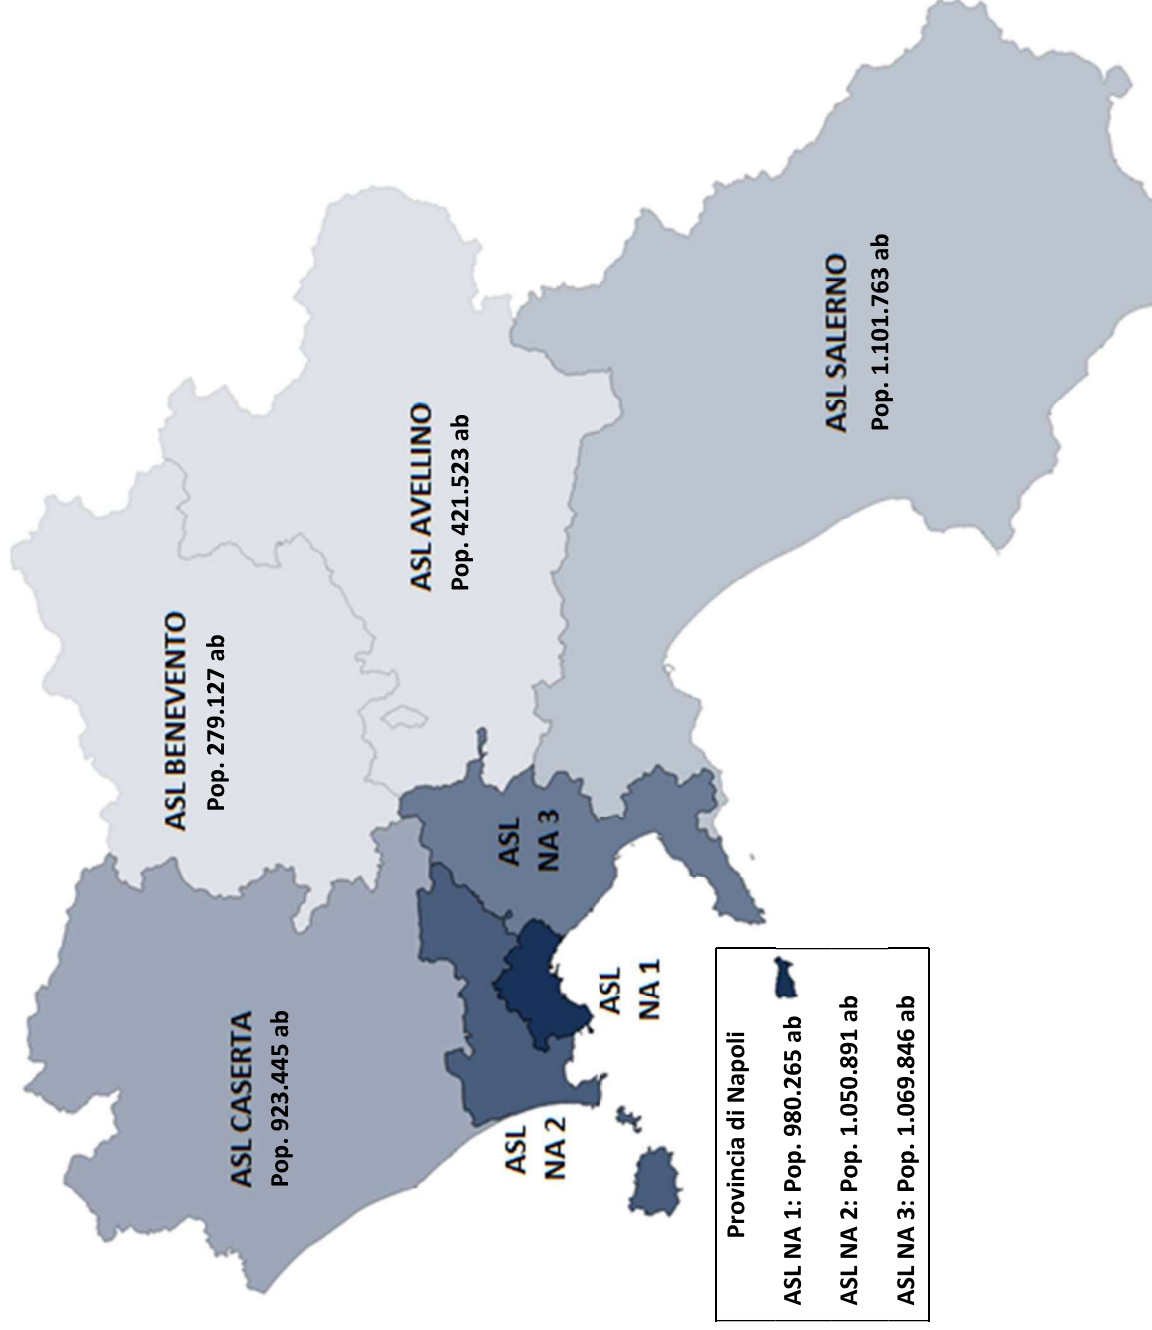 ASL BENEVENTO
Pop. 279.127 ab
ASL CASERTA
Pop. 923.445 ab
ASL AVELLINO
Pop. 421.523 ab
ASL
NA 3
ASL
NA 2
ASL
NA 1
ASL SALERNO
Pop. 1.101.763 ab
Provincia di Napoli
ASL NA 1: Pop. 980.265 ab
ASL NA 2: Pop. 1.050.891 ab
ASL NA 3: Pop. 1.069.846 ab